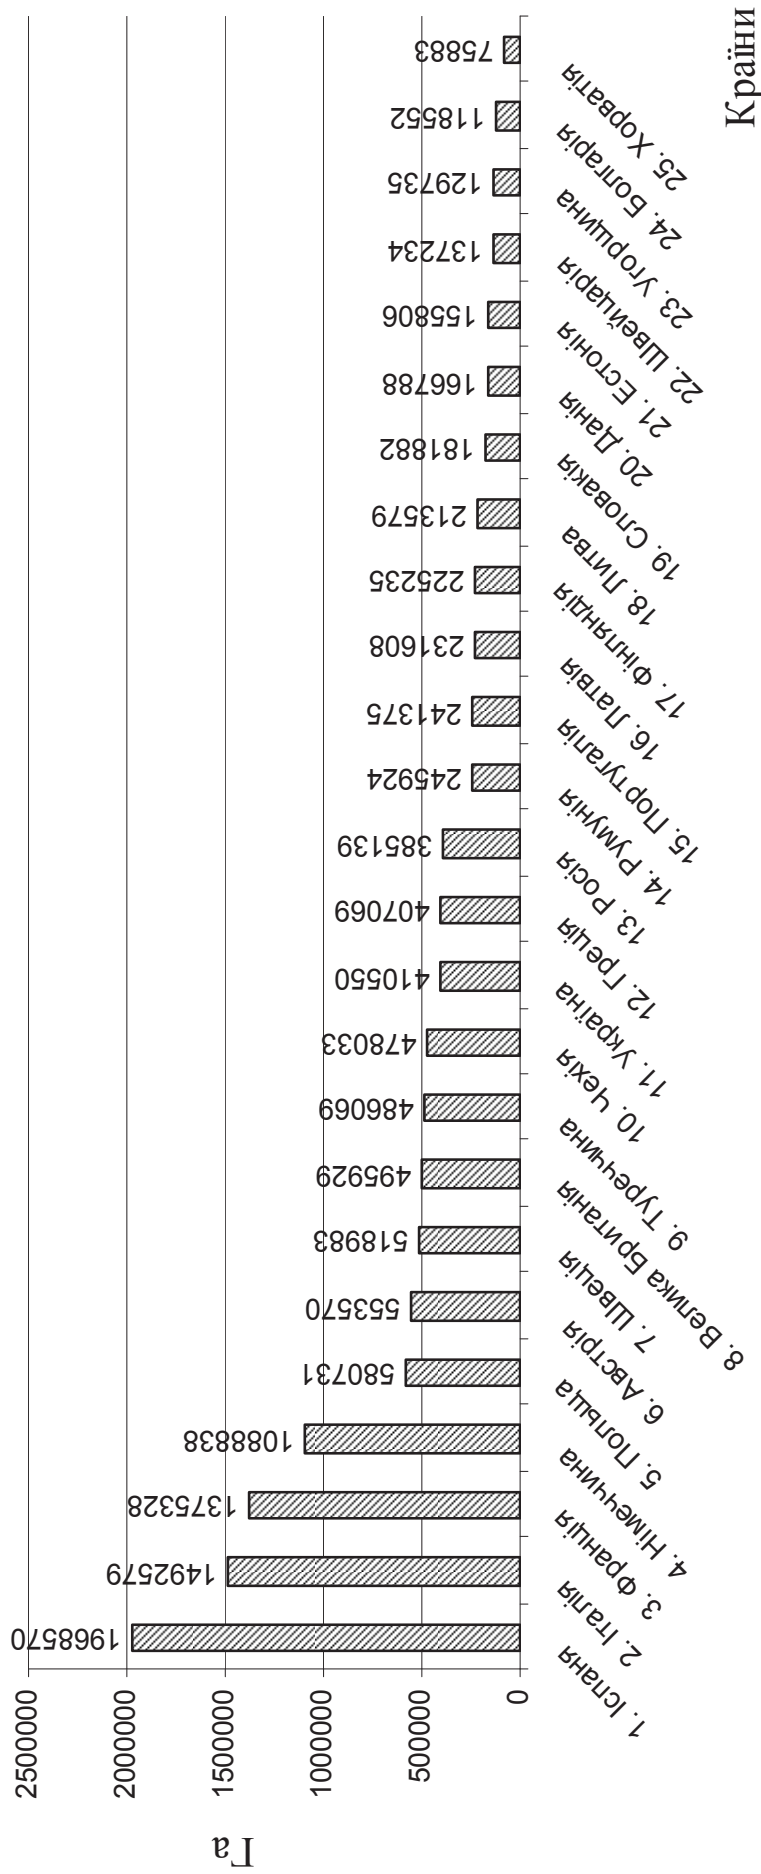 Га
2500000
2000000
1500000
1000000
500000
0
1968570
1492579
1375328
1088838
580731
553570
518983
495929
486069
478033
410550
407069
385139
245924
241375
231608
225235
213579
181882
166788
155806
137234
129735
118552
75883
1. Іспанія
2. Італія
3. Франція
4. Німеччина
5. Польща
6. Австрія
7. Швеція
8. Велика Британія
9. Туреччина
10. Чехія
11. Україна
12. Греція
13. Росія
14. Румунія
15. Португалія
16. Латвія
17. Фінляндія
18. Литва
19. Словакія
20. Данія
21. Естонія
22. Швейцарія
23. Угорщина
24. Болгарія
25. Хорватія
Країни